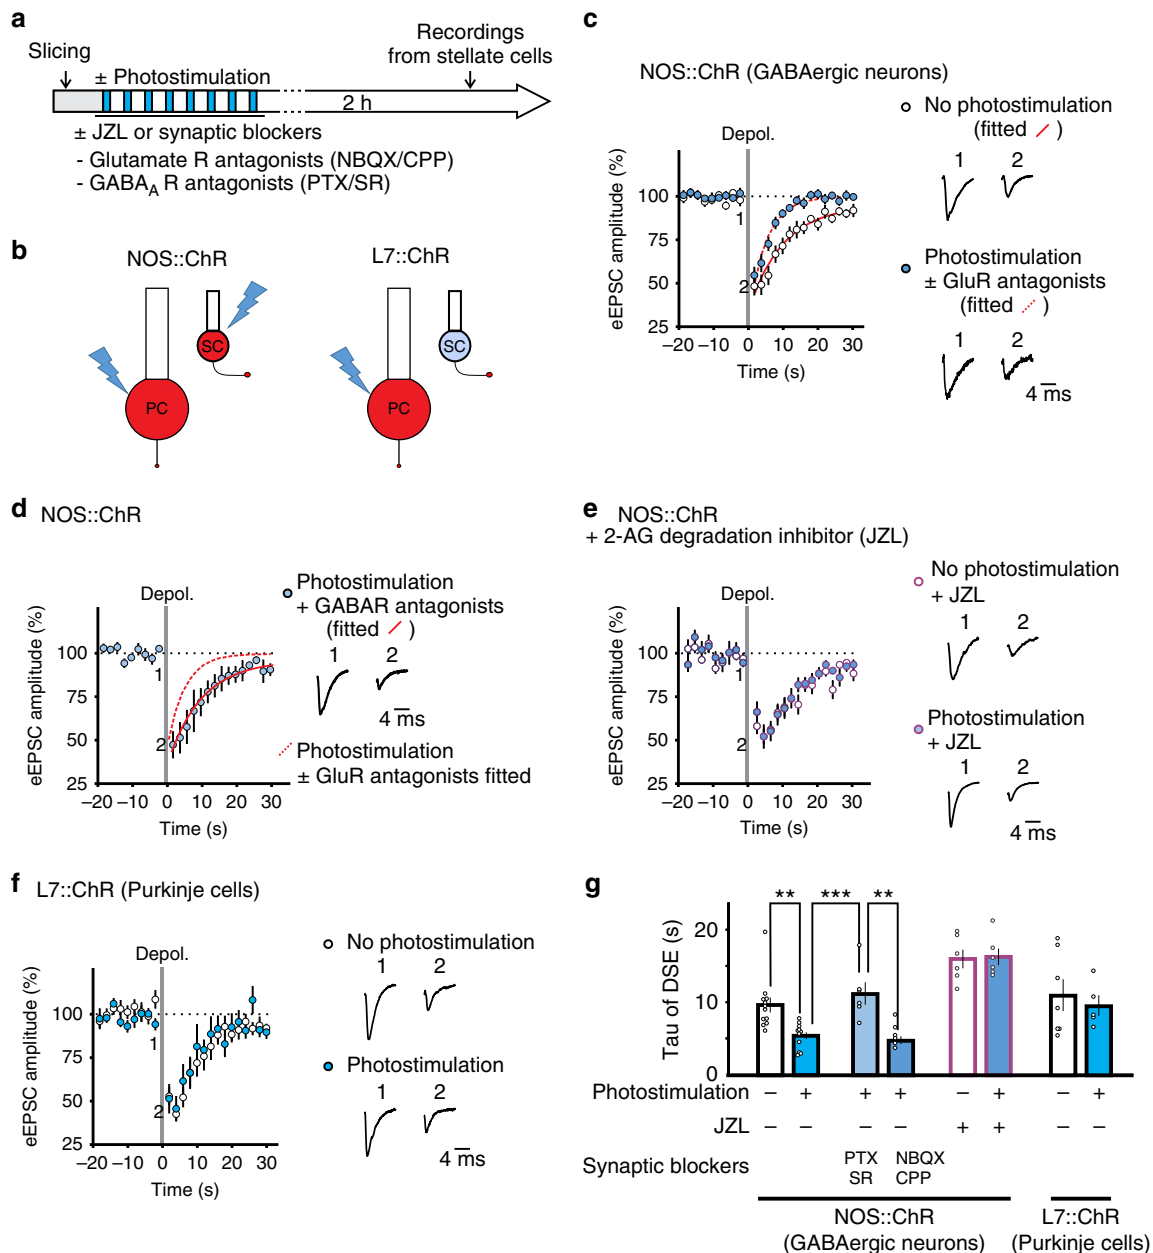 a
Slicing
± Photostimulation
Recordings
from stellate cells
2 h
± JZL or synaptic blockers
- Glutamate R antagonists (NBQX/CPP)
- GABAA R antagonists (PTX/SR)
b
NOS::ChR
L7::ChR
SC
PC
SC
PC
c
NOS::ChR (GABAergic neurons)
Depol.
eEPSC amplitude (%)
100
75
50
25
1
2
–20 –10 0 10 20 30
Time (s)
No photostimulation
(fitted )
1 2
Photostimulation
± GluR antagonists
(fitted )
1 2
4 ms
d
NOS::ChR
Depol.
eEPSC amplitude (%)
100
75
50
25
1
2
–20 –10 0 10 20 30
Time (s)
Photostimulation
+ GABAR antagonists
(fitted )
1 2
4 ms
Photostimulation
± GluR antagonists fitted
e
NOS::ChR
+ 2-AG degradation inhibitor (JZL)
Depol.
eEPSC amplitude (%)
100
75
50
25
1
2
–20 –10 0 10 20 30
Time (s)
No photostimulation
+ JZL
1 2
Photostimulation
+ JZL
1 2
4 ms
f
L7::ChR (Purkinje cells)
Depol.
eEPSC amplitude (%)
100
75
50
25
1
2
–20 –10 0 10 20 30
Time (s)
No photostimulation
1 2
Photostimulation
1 2
4 ms
g
** *** **
Tau of DSE (s)
20
10
0
Photostimulation – + + + – + – +
JZL – – – – + + – –
Synaptic blockers
PTX NBQX
SR CPP
NOS::ChR
(GABAergic neurons)
L7::ChR
(Purkinje cells)